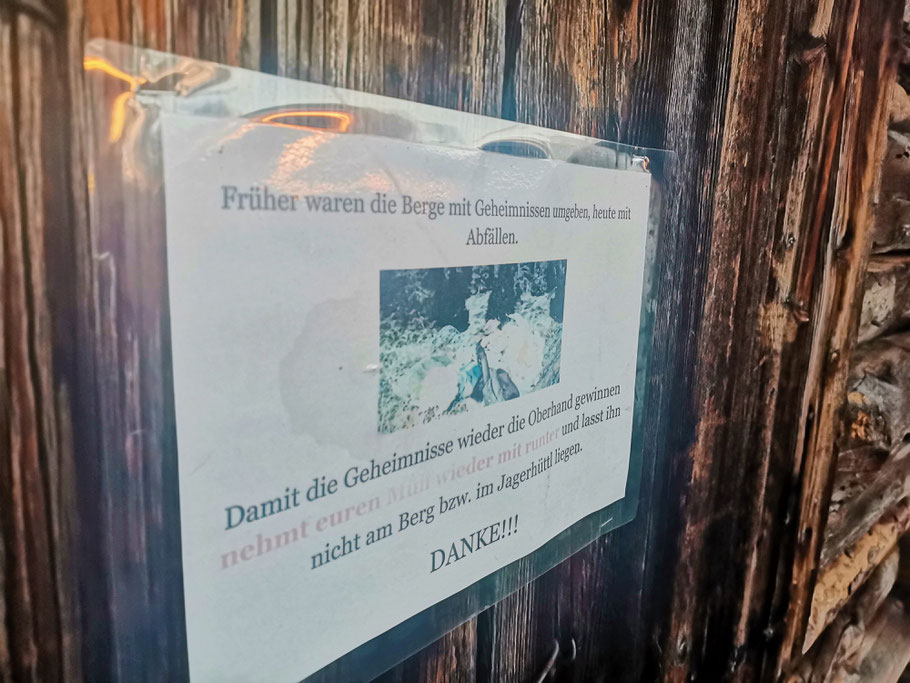 Früher waren die Berge mit Geheimnissen umgeben, heute mit
Abfällen.
Damit die Geheimnisse wieder die Oberhand gewinnen
nehmt euren Müll wieder mit runter und lasst ihn
nicht am Berg bzw. im Jagerhüttl liegen.
DANKE!!!